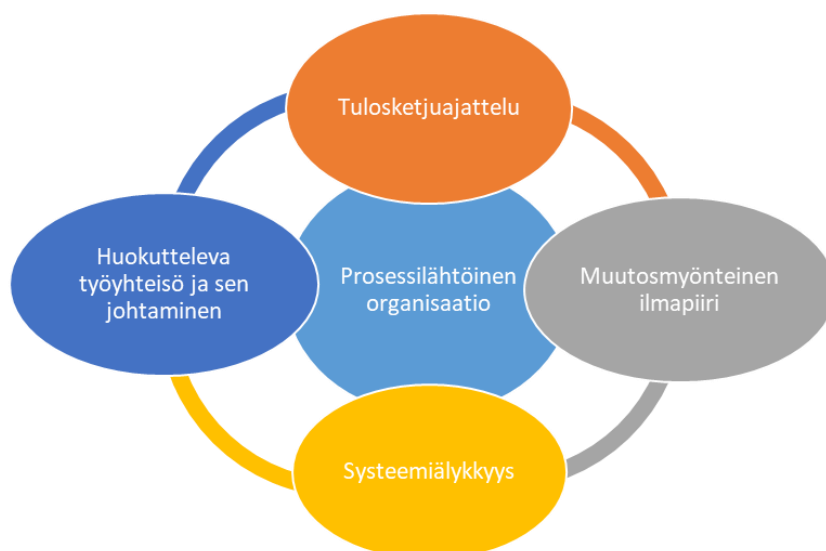 Tulosketjuajattelu
Huokutteleva
työyhteisö ja sen
johtaminen
Prosessilähtöinen
organisaatio
Muutosmyönteinen
ilmapiiri
Systeemiälykkyys